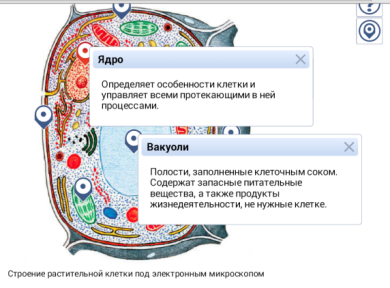 ?
Ядро
Определяет особенности клетки и
управляет всеми протекающими в ней
процессами.
Вакуоли
Полости, заполненные клеточным соком.
Содержат запасные питательные
вещества, а также продукты
жизнедеятельности, не нужные клетке.
Строение растительной клетки под электронным микроскопом